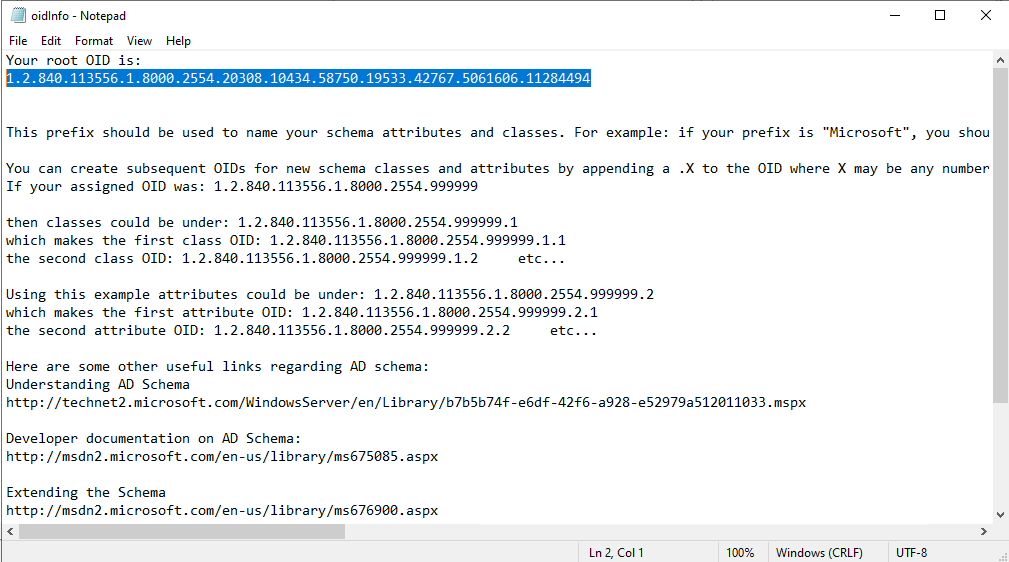 oidInfo - Notepad
File Edit Format View Help
Your root OID is:
1.2.840.113556.1.8000.2554.20308.10434.58750.19533.42767.5061606.11284494
This prefix should be used to name your schema attributes and classes. For example: if your prefix is "Microsoft", you shou
You can create subsequent OIDs for new schema classes and attributes by appending a .X to the OID where X may be any number
If your assigned OID was: 1.2.840.113556.1.8000.2554.999999
then classes could be under: 1.2.840.113556.1.8000.2554.999999.1
which makes the first class OID: 1.2.840.113556.1.8000.2554.999999.1.1
the second class OID: 1.2.840.113556.1.8000.2554.999999.1.2 etc...
Using this example attributes could be under: 1.2.840.113556.1.8000.2554.999999.2
which makes the first attribute OID: 1.2.840.113556.1.8000.2554.999999.2.1
the second attribute OID: 1.2.840.113556.1.8000.2554.999999.2.2 etc...
Here are some other useful links regarding AD schema:
Understanding AD Schema
http://technet2.microsoft.com/WindowsServer/en/Library/b7b5b74f-e6df-42f6-a928-e52979a512011033.mspx
Developer documentation on AD Schema:
http://msdn2.microsoft.com/en-us/library/ms675085.aspx
Extending the Schema
http://msdn2.microsoft.com/en-us/library/ms676900.aspx
Ln 2, Col 1 100% Windows (CRLF) UTF-8